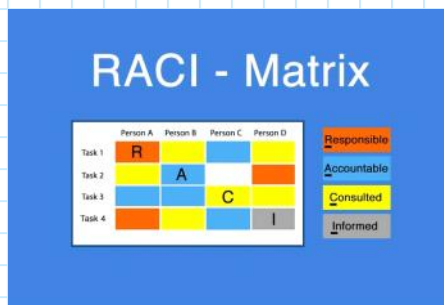 RACI - Matrix
Person A Person B Person C Person D
Task 1 R
Task 2 A
Task 3 C
Task 4 I
Responsible
Accountable
Consulted
Informed